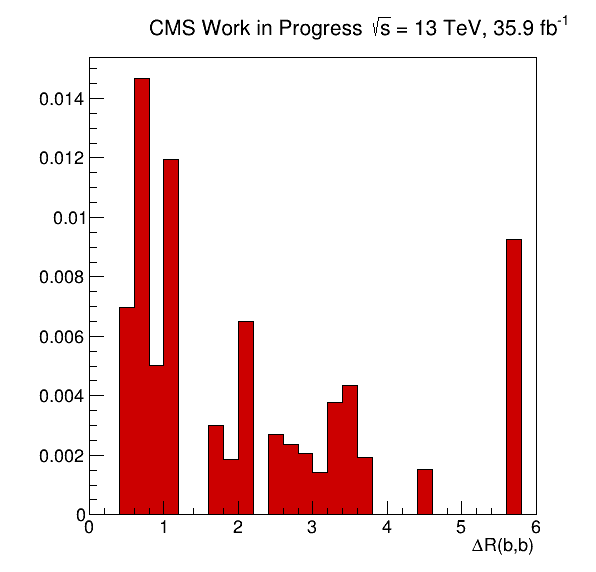 CMS Work in Progress √s = 13 TeV, 35.9 fb⁻¹
0.014
0.012
0.01
0.008
0.006
0.004
0.002
0
0 1 2 3 4 5 6
ΔR(b,b)